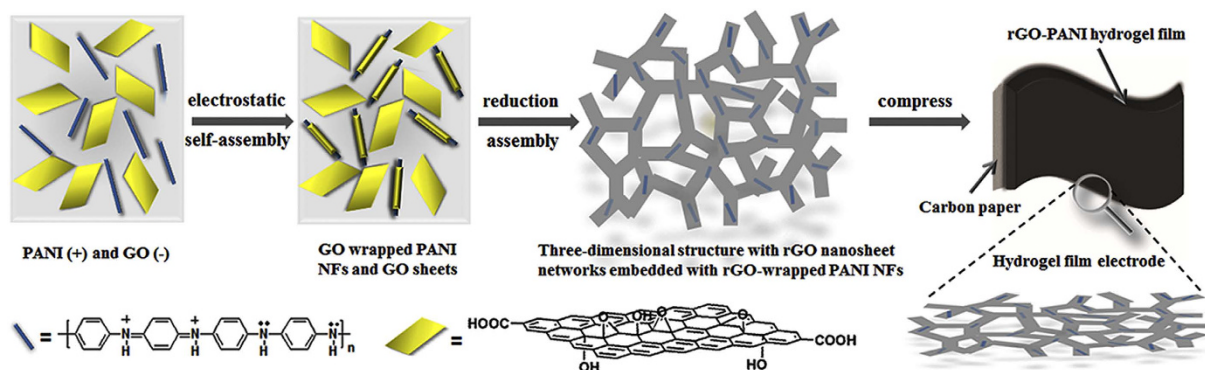 electrostatic
self-assembly
reduction
assembly
compress
rGO-PANI hydrogel film
Carbon paper
PANI (+) and GO (-)
GO wrapped PANI
NFs and GO sheets
Three-dimensional structure with rGO nanosheet
networks embedded with rGO-wrapped PANI NFs
Hydrogel film electrode
= [ N+ H N+ H N̈ H N̈ H ] n
= HOOC O OH O O COOH
OH HO